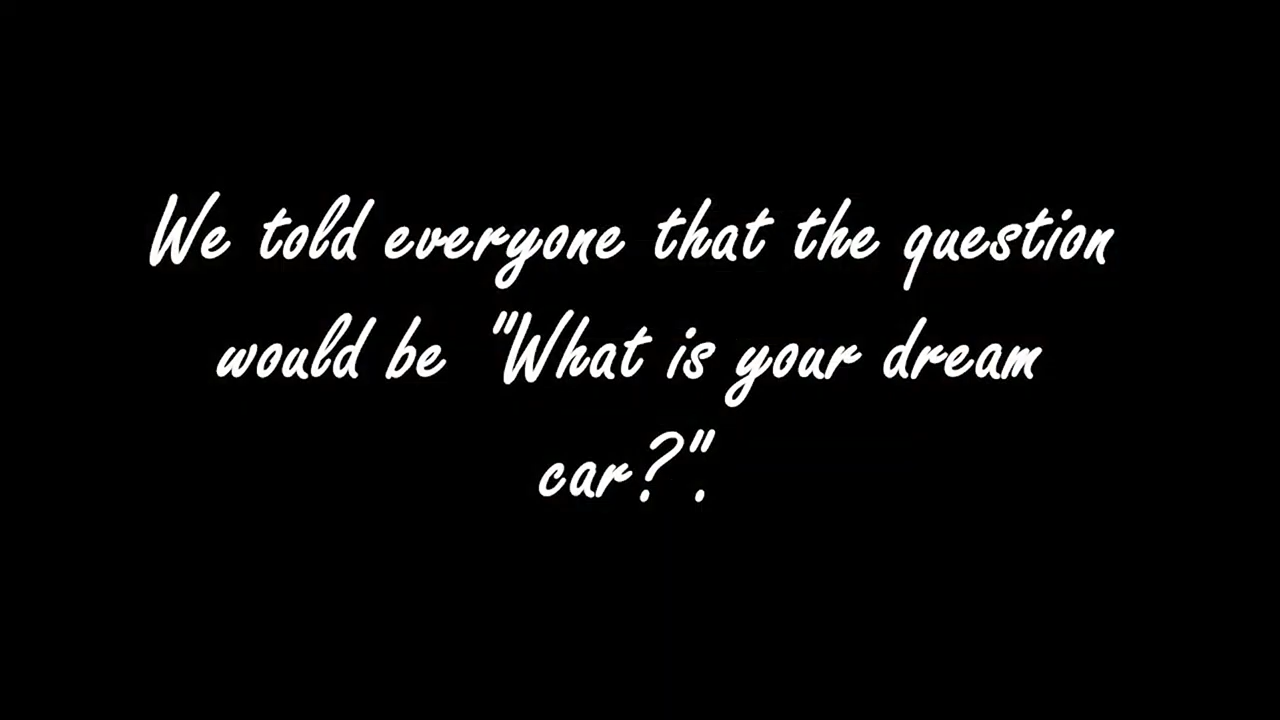 We told everyone that the question
would be "What is your dream
car?".